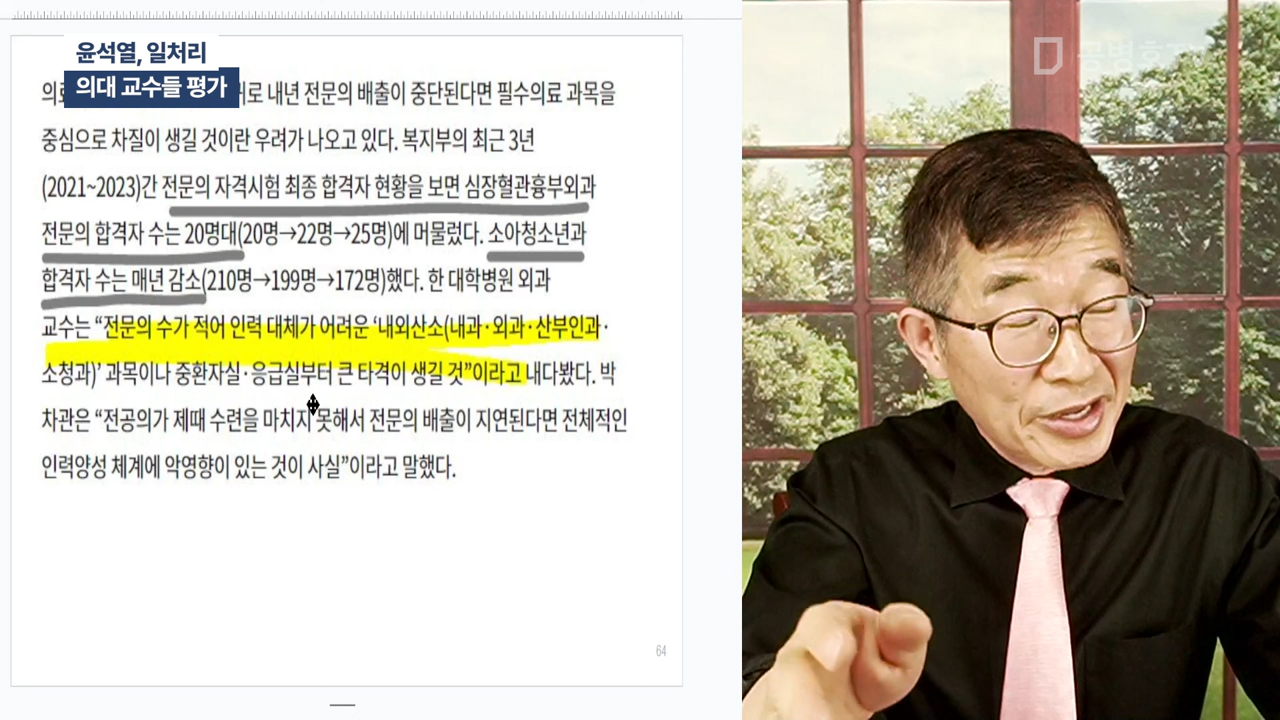 윤석열, 일처리
의대 교수들 평가
내년 전문의 배출이 중단된다면 필수의료 과목을
중심으로 차질이 생길 것이란 우려가 나오고 있다. 복지부의 최근 3년
(2021~2023)간 전문의 자격시험 최종 합격자 현황을 보면 심장혈관흉부외과
전문의 합격자 수는 20명대(20명→22명→25명)에 머물렀다. 소아청소년과
합격자 수는 매년 감소(210명→199명→172명)했다. 한 대학병원 외과
교수는 “전문의 수가 적어 인력 대체가 어려운 ‘내외산소(내과·외과·산부인과·
소청과)’ 과목이나 중환자실·응급실부터 큰 타격이 생길 것”이라고 내다봤다. 박
차관은 “전공의가 제때 수련을 마치지 못해서 전문의 배출이 지연된다면 전체적인
인력양성 체계에 악영향이 있는 것이 사실”이라고 말했다.
64